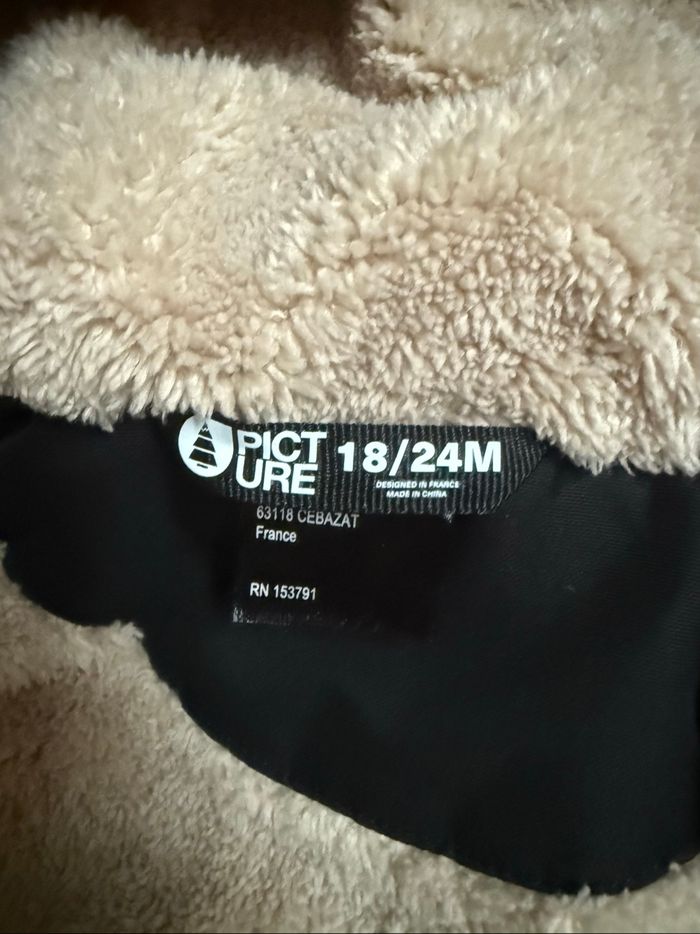 PICT
URE
18/24M
DESIGNED IN FRANCE
MADE IN CHINA
63118 CEBAZAT
France
RN 153791